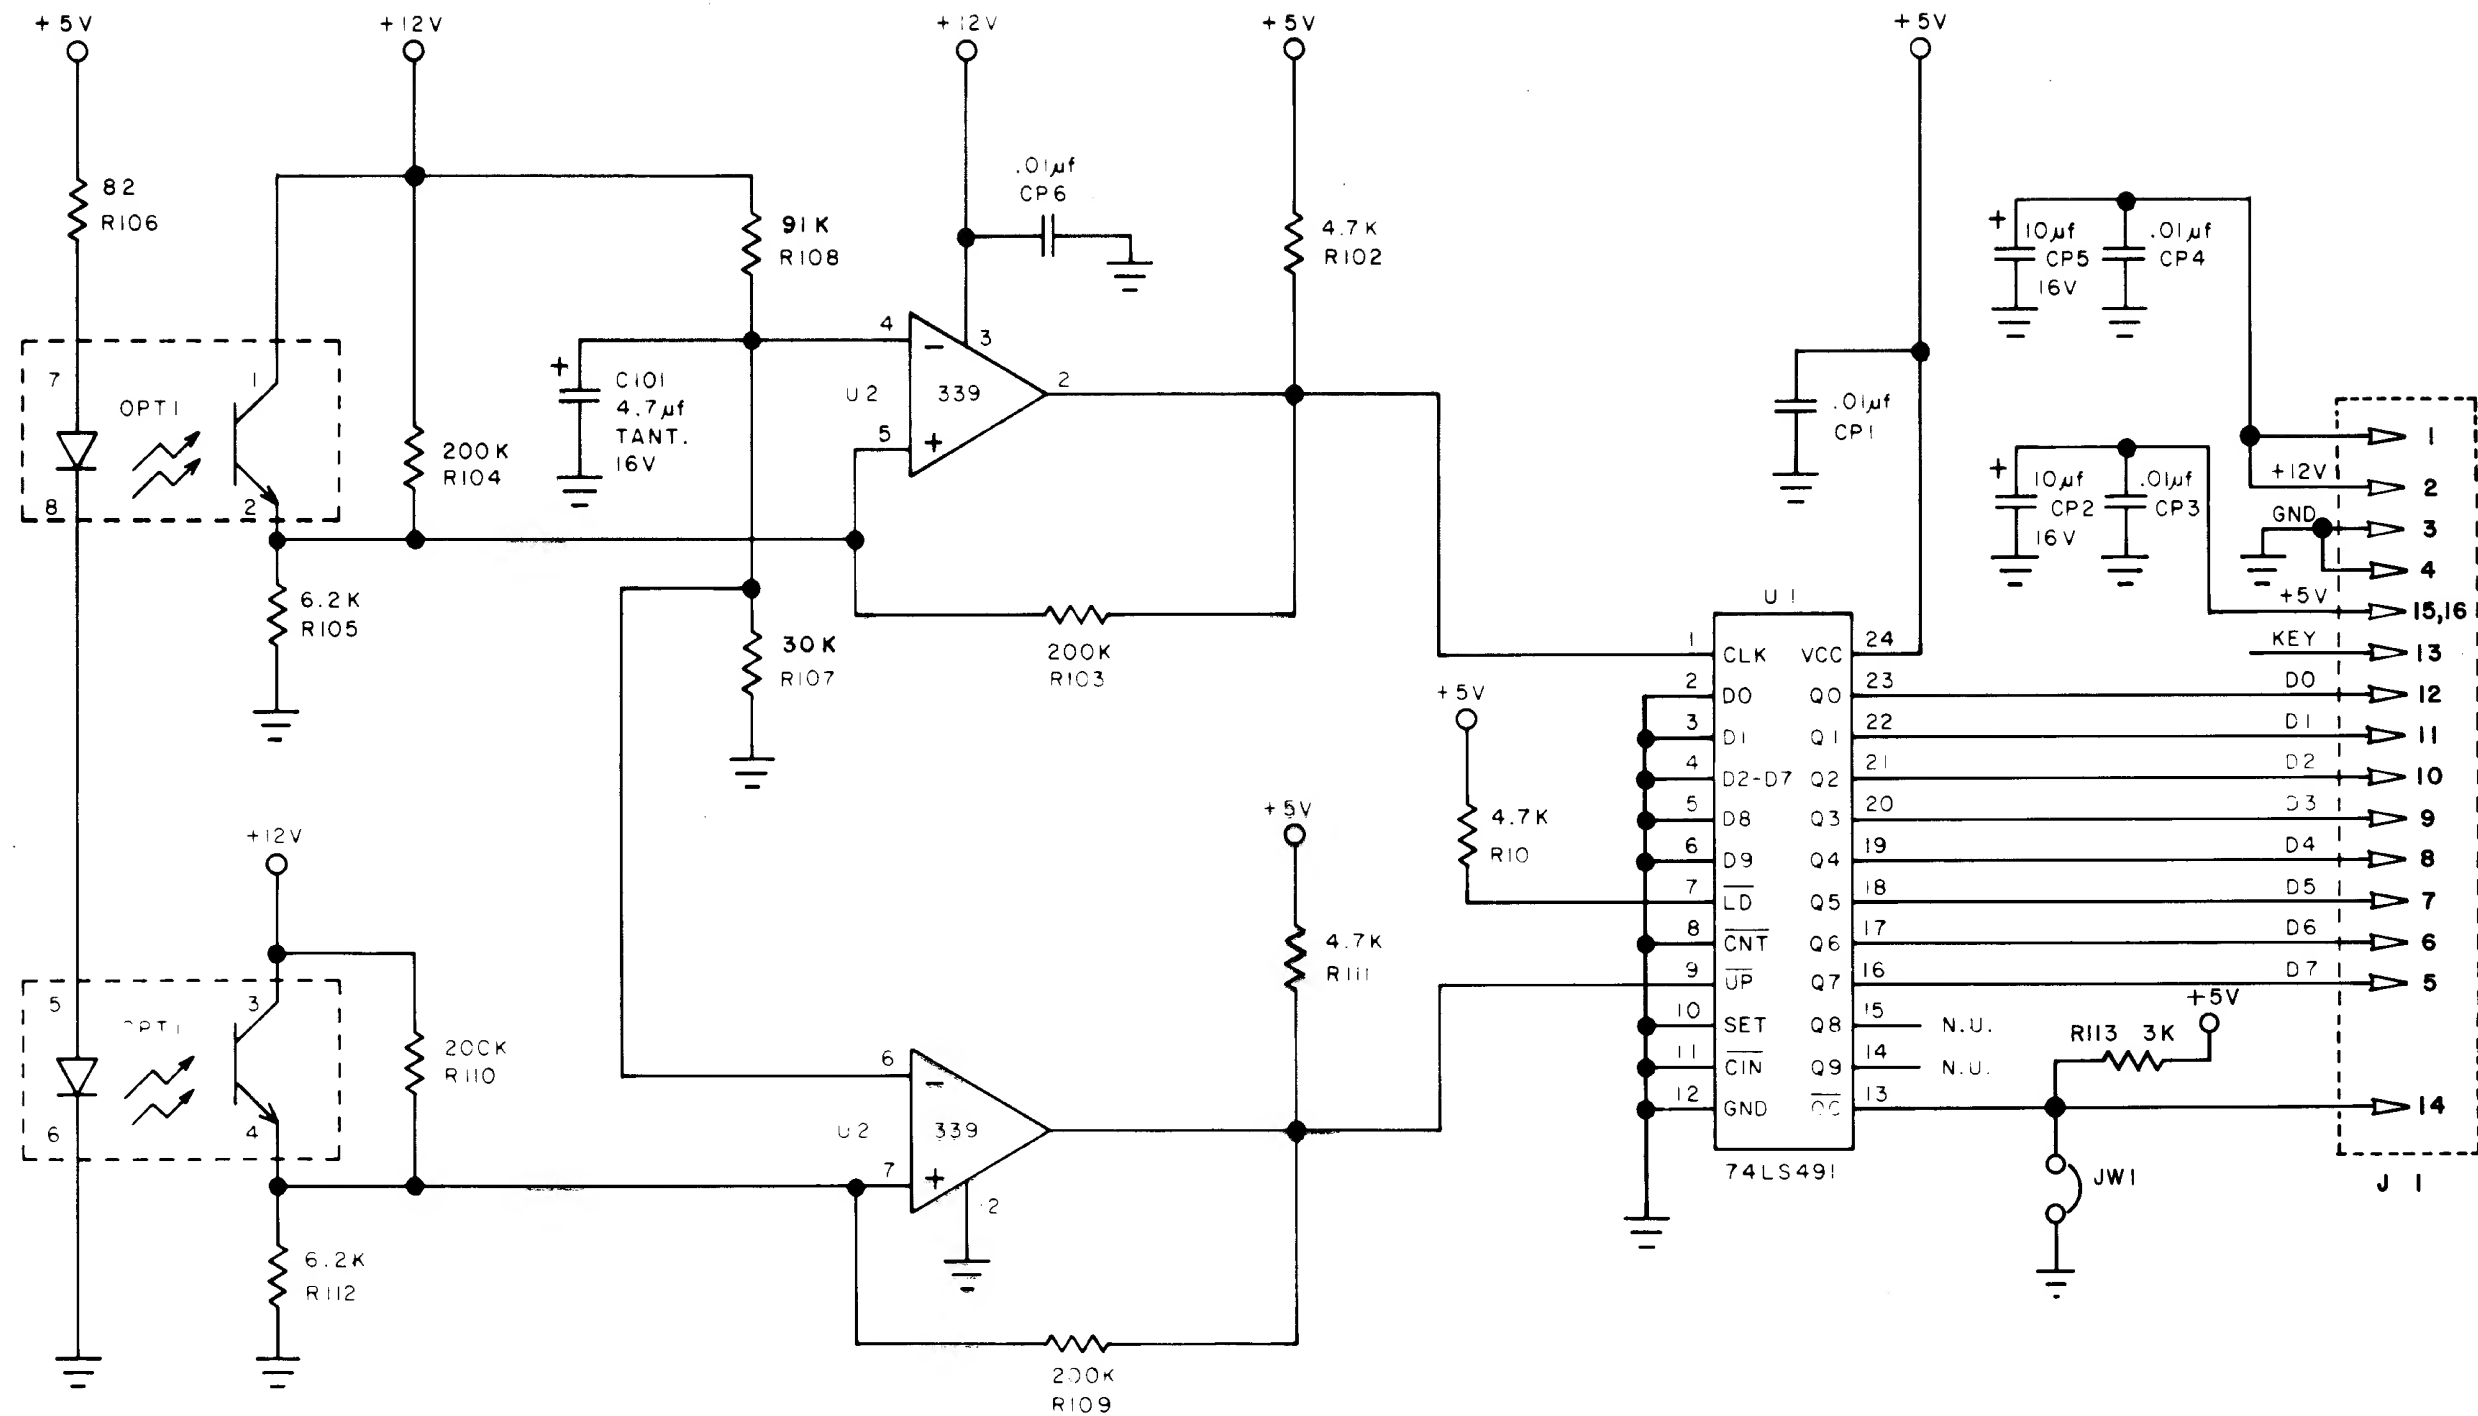 +5V
+12V
+12V
+5V
+5V
82
R106
91K
R108
.01µf
CP6
4.7K
R102
+
10µf
CP5
16V
.01µf
CP4
7
OPT1
1
8
2
200K
R104
+
C101
4.7µf
TANT.
16V
4
−
3
U2
339
2
5
+
.01µf
CP1
+
10µf
CP2
16V
.01µf
CP3
1
+12V
2
GND
3
4
+5V
15,16
KEY
13
6.2K
R105
30K
R107
200K
R103
+5V
4.7K
R10
U1
1
CLK
VCC
24
2
D0
Q0
23
D0
12
3
D1
Q1
22
D1
11
4
D2-D7
Q2
21
D2
10
5
D8
Q3
20
D3
9
6
D9
Q4
19
D4
8
7
LD
Q5
18
D5
7
8
CNT
Q6
17
D6
6
9
UP
Q7
16
D7
5
10
SET
Q8
15
N.U.
11
CIN
Q9
14
N.U.
12
GND
OC
13
14
74LS491
+5V
R113 3K
JW1
J 1
+12V
+5V
4.7K
R111
5
3
6
4
200K
R110
6
−
U2
339
7
+
2
6.2K
R112
200K
R109